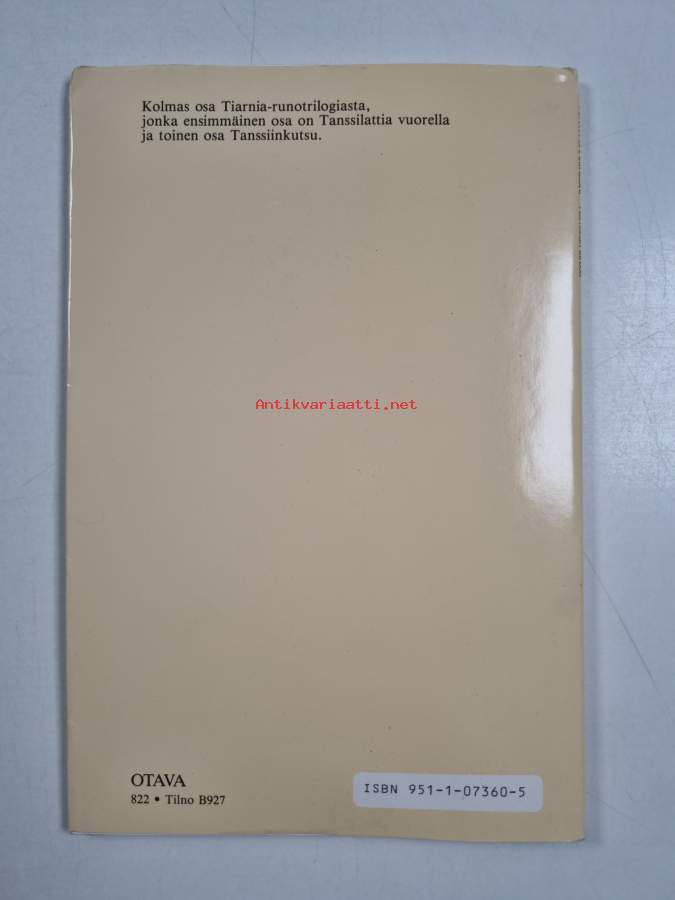 Kolmas osa Tiarnia-runotrilogiasta,
jonka ensimmäinen osa on Tanssilattia vuorella
ja toinen osa Tanssiinkutsu.
Antikvariaatti.net
OTAVA
822 • Tilno B927
ISBN 951-1-07360-5